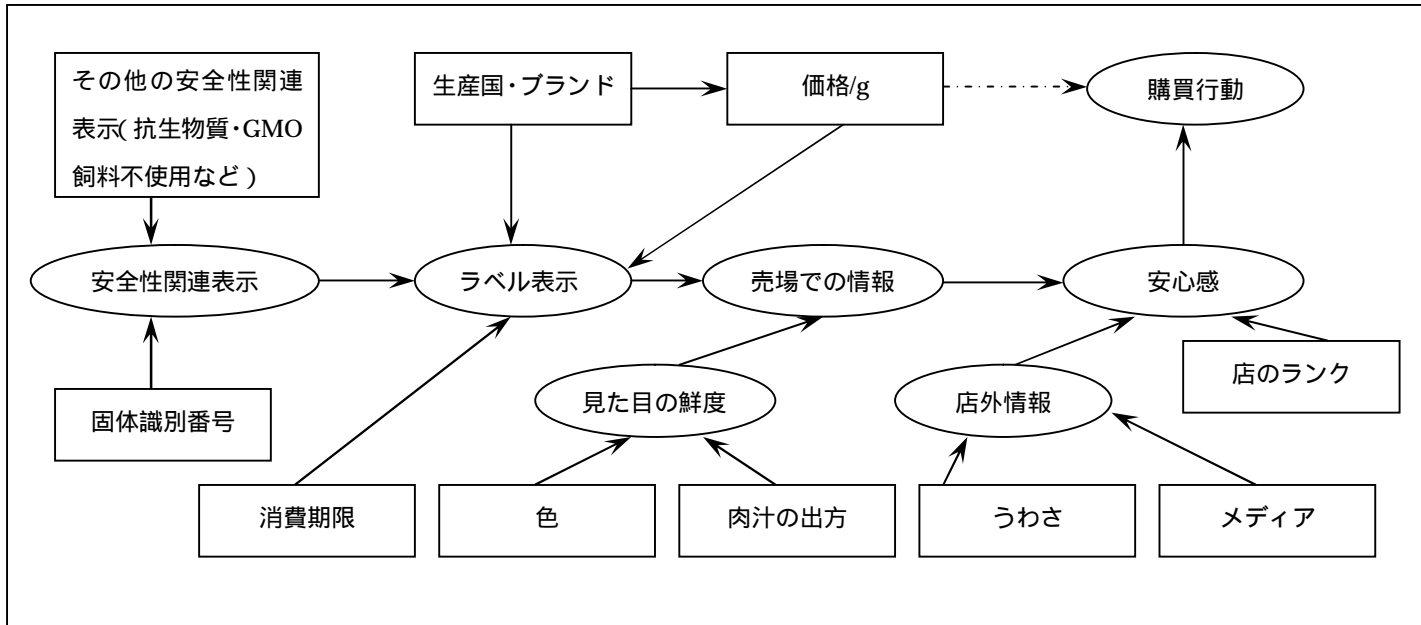 その他の安全性関連
表示(抗生物質・GMO
飼料不使用など)
生産国・ブランド
価格/g
購買行動
安全性関連表示
ラベル表示
売場での情報
安心感
店のランク
見た目の鮮度
店外情報
固体識別番号
消費期限
色
肉汁の出方
うわさ
メディア